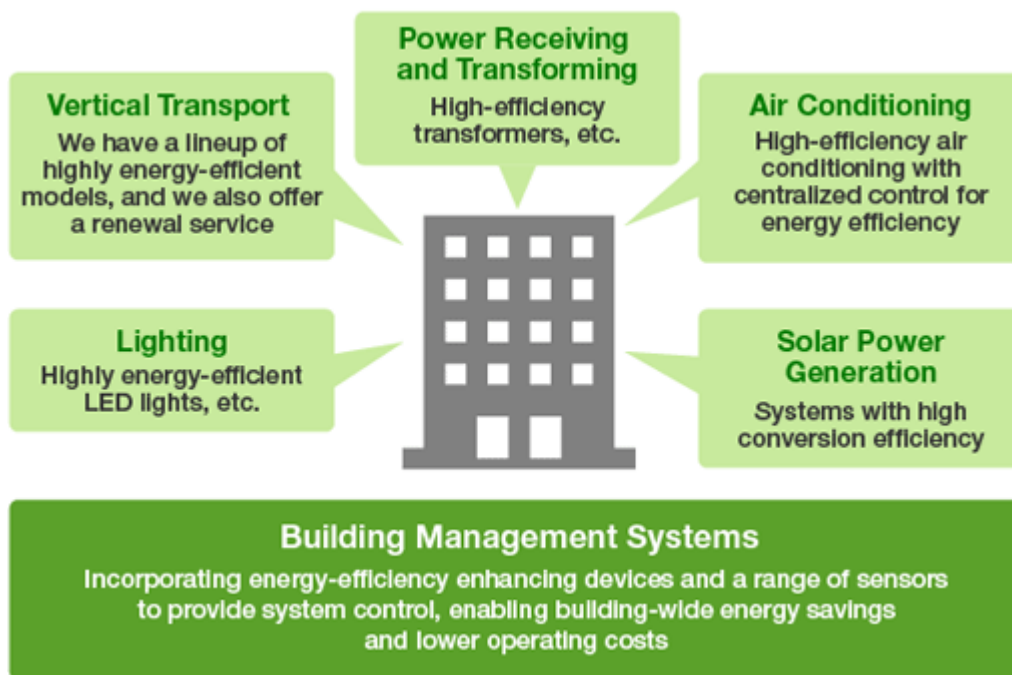 Power Receiving
and Transforming
High-efficiency
transformers, etc.
Vertical Transport
We have a lineup of
highly energy-efficient
models, and we also offer
a renewal service
Air Conditioning
High-efficiency air
conditioning with
centralized control for
energy efficiency
Lighting
Highly energy-efficient
LED lights, etc.
Solar Power
Generation
Systems with high
conversion efficiency
Building Management Systems
Incorporating energy-efficiency enhancing devices and a range of sensors
to provide system control, enabling building-wide energy savings
and lower operating costs